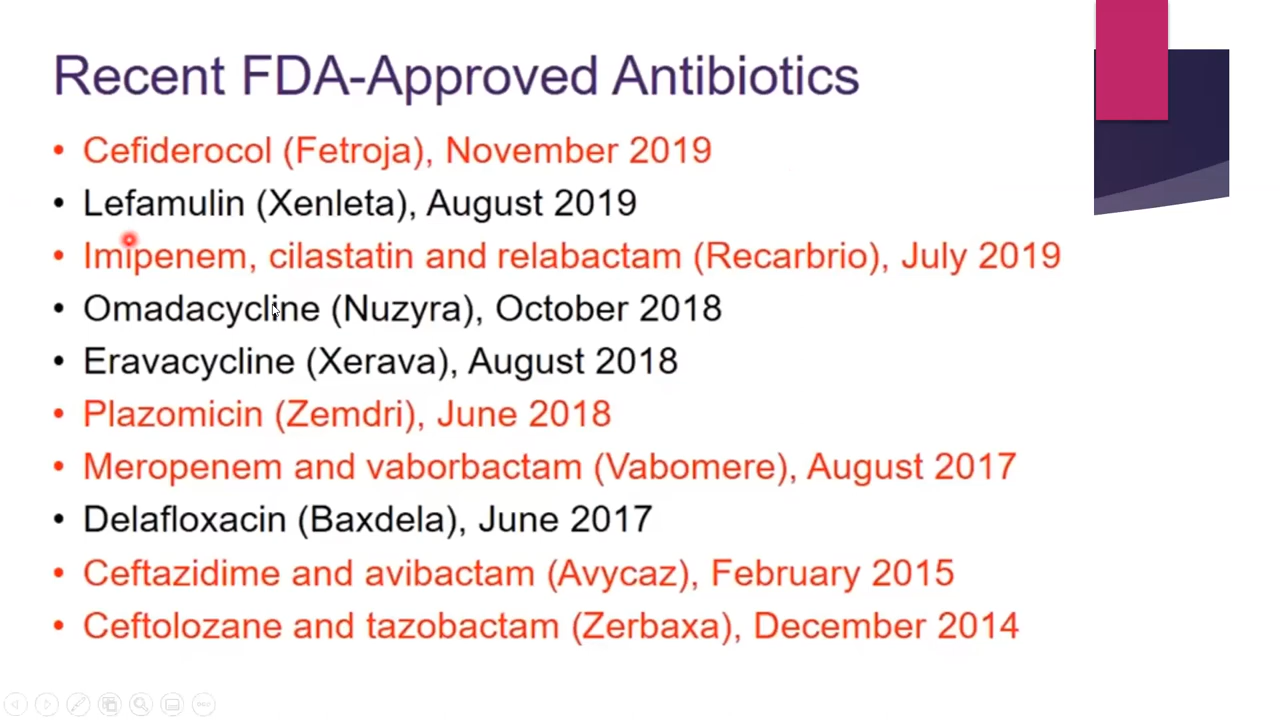 Recent FDA-Approved Antibiotics
• Cefiderocol (Fetroja), November 2019
• Lefamulin (Xenleta), August 2019
• Imipenem, cilastatin and relabactam (Recarbrio), July 2019
• Omadacycline (Nuzyra), October 2018
• Eravacycline (Xerava), August 2018
• Plazomicin (Zemdri), June 2018
• Meropenem and vaborbactam (Vabomere), August 2017
• Delafloxacin (Baxdela), June 2017
• Ceftazidime and avibactam (Avycaz), February 2015
• Ceftolozane and tazobactam (Zerbaxa), December 2014